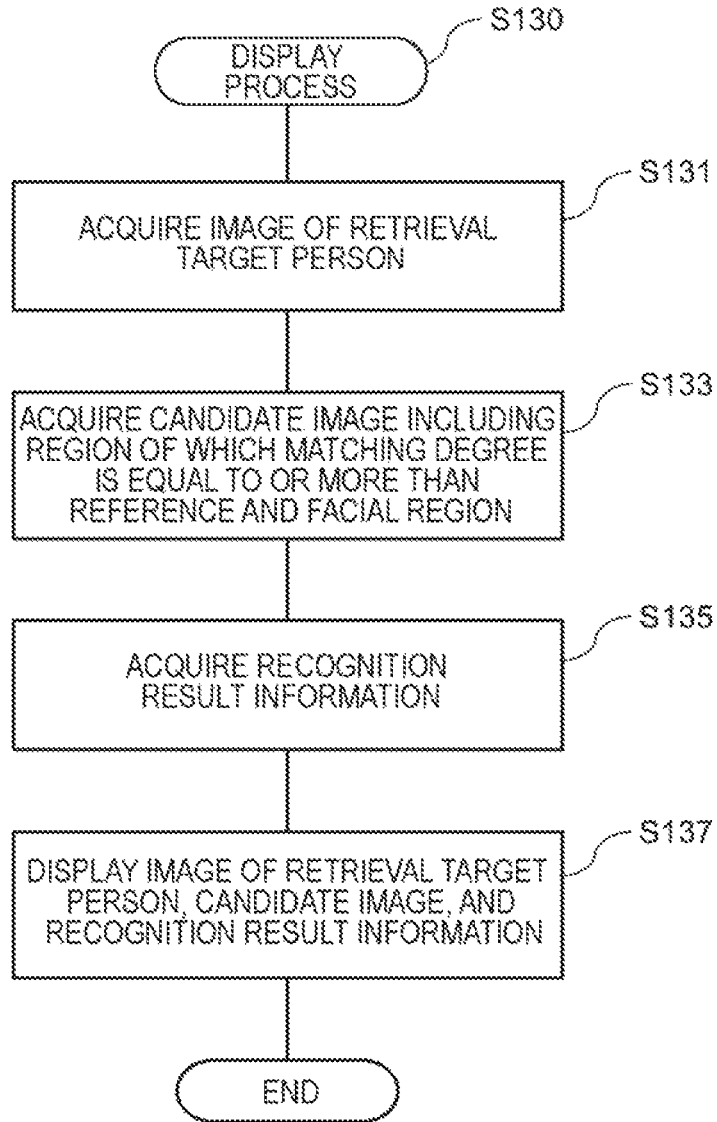 S130
DISPLAY
PROCESS
S131
ACQUIRE IMAGE OF RETRIEVAL
TARGET PERSON
S133
ACQUIRE CANDIDATE IMAGE INCLUDING
REGION OF WHICH MATCHING DEGREE
IS EQUAL TO OR MORE THAN
REFERENCE AND FACIAL REGION
S135
ACQUIRE RECOGNITION
RESULT INFORMATION
S137
DISPLAY IMAGE OF RETRIEVAL TARGET
PERSON, CANDIDATE IMAGE, AND
RECOGNITION RESULT INFORMATION
END